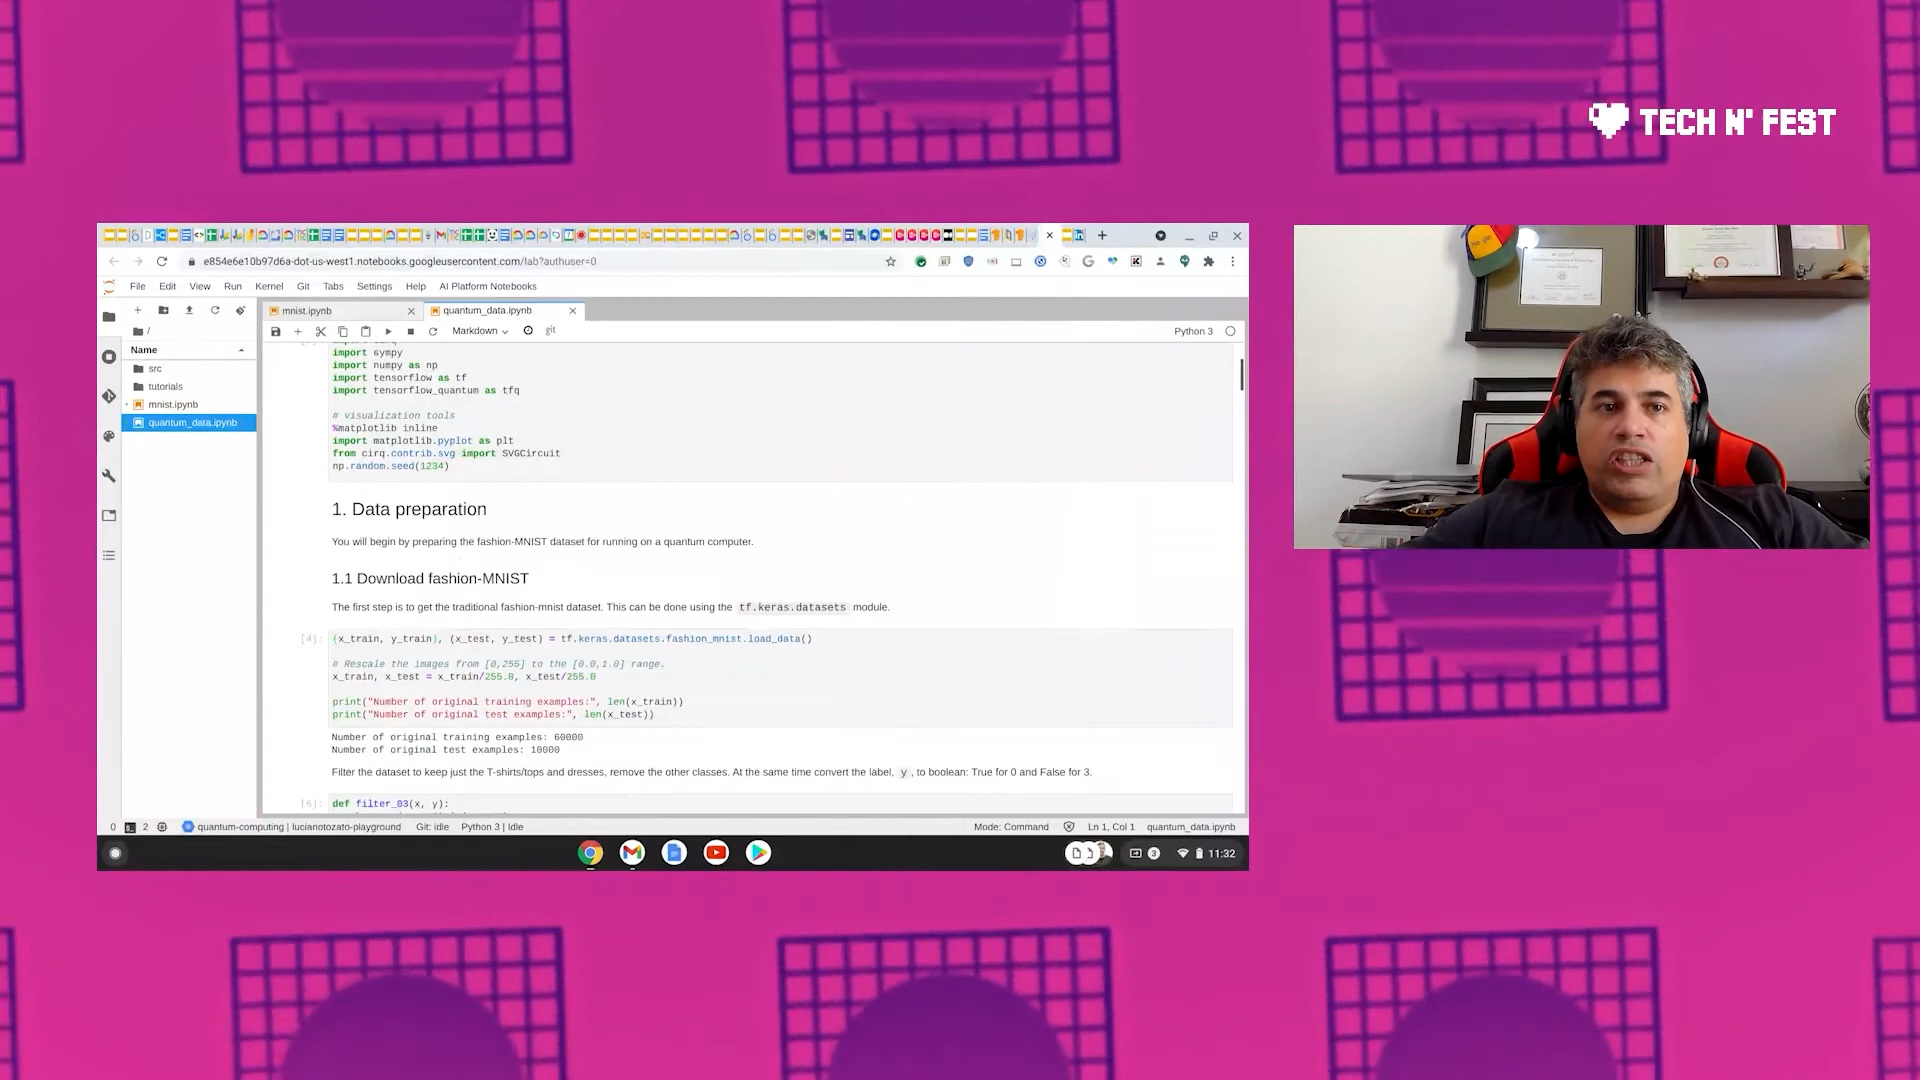 TECH N' FEST
e854e6e10b97d6a-dot-us-west1.notebooks.googleusercontent.com/lab?authuser=0
File Edit View Run Kernel Git Tabs Settings Help AI Platform Notebooks
mnist.ipynb
quantum_data.ipynb
Markdown
git
Python 3
/
Name
src
tutorials
mnist.ipynb
quantum_data.ipynb
import sympy
import numpy as np
import tensorflow as tf
import tensorflow_quantum as tfq
# visualization tools
%matplotlib inline
import matplotlib.pyplot as plt
from cirq.contrib.svg import SVGCircuit
np.random.seed(1234)
1. Data preparation
You will begin by preparing the fashion-MNIST dataset for running on a quantum computer.
1.1 Download fashion-MNIST
The first step is to get the traditional fashion-mnist dataset. This can be done using the tf.keras.datasets module.
[4]: (x_train, y_train), (x_test, y_test) = tf.keras.datasets.fashion_mnist.load_data()
# Rescale the images from [0,255] to the [0.0,1.0] range.
x_train, x_test = x_train/255.0, x_test/255.0
print("Number of original training examples:", len(x_train))
print("Number of original test examples:", len(x_test))
Number of original training examples: 60000
Number of original test examples: 10000
Filter the dataset to keep just the T-shirts/tops and dresses, remove the other classes. At the same time convert the label, y , to boolean: True for 0 and False for 3.
[6]: def filter_03(x, y):
0 2 quantum-computing | lucianotozato-playground Git: idle Python 3 | Idle Mode: Command Ln 1, Col 1 quantum_data.ipynb
3 11:32